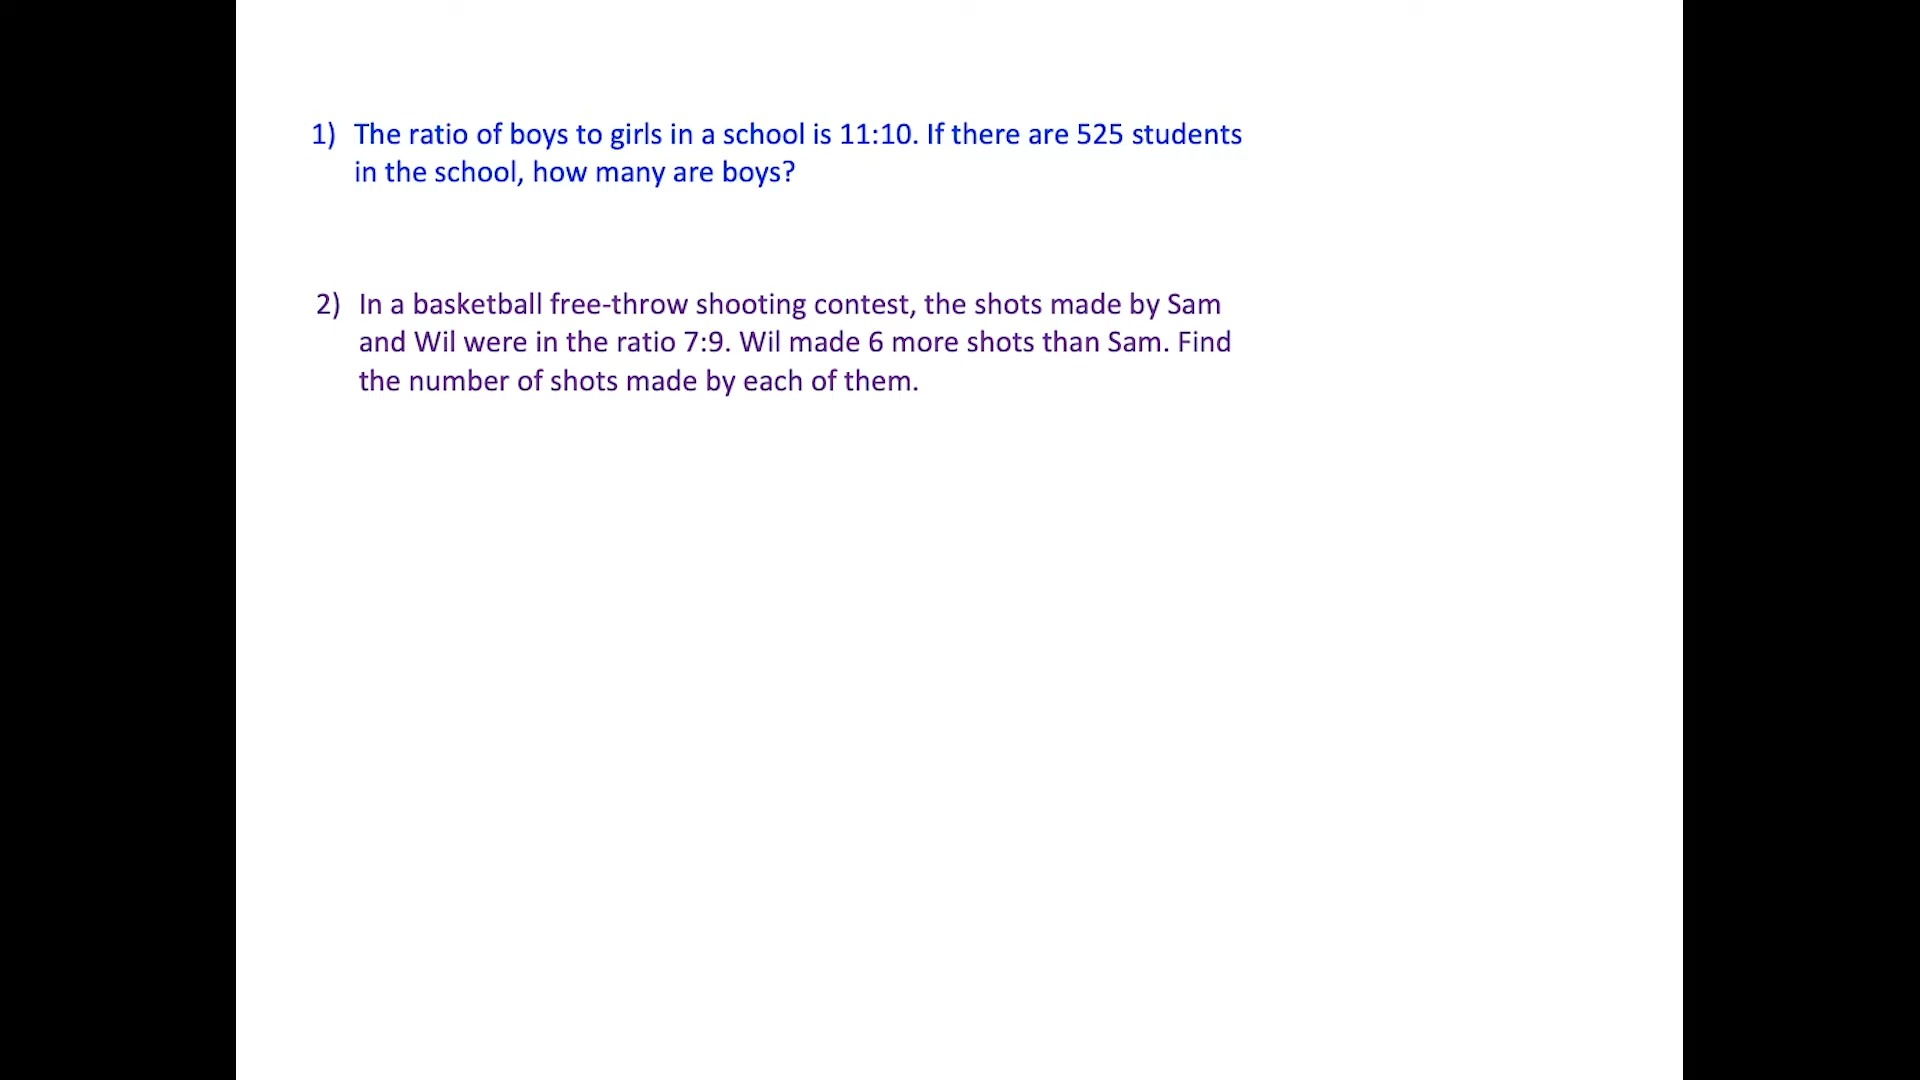 1) The ratio of boys to girls in a school is 11:10. If there are 525 students
in the school, how many are boys?
2) In a basketball free-throw shooting contest, the shots made by Sam
and Wil were in the ratio 7:9. Wil made 6 more shots than Sam. Find
the number of shots made by each of them.